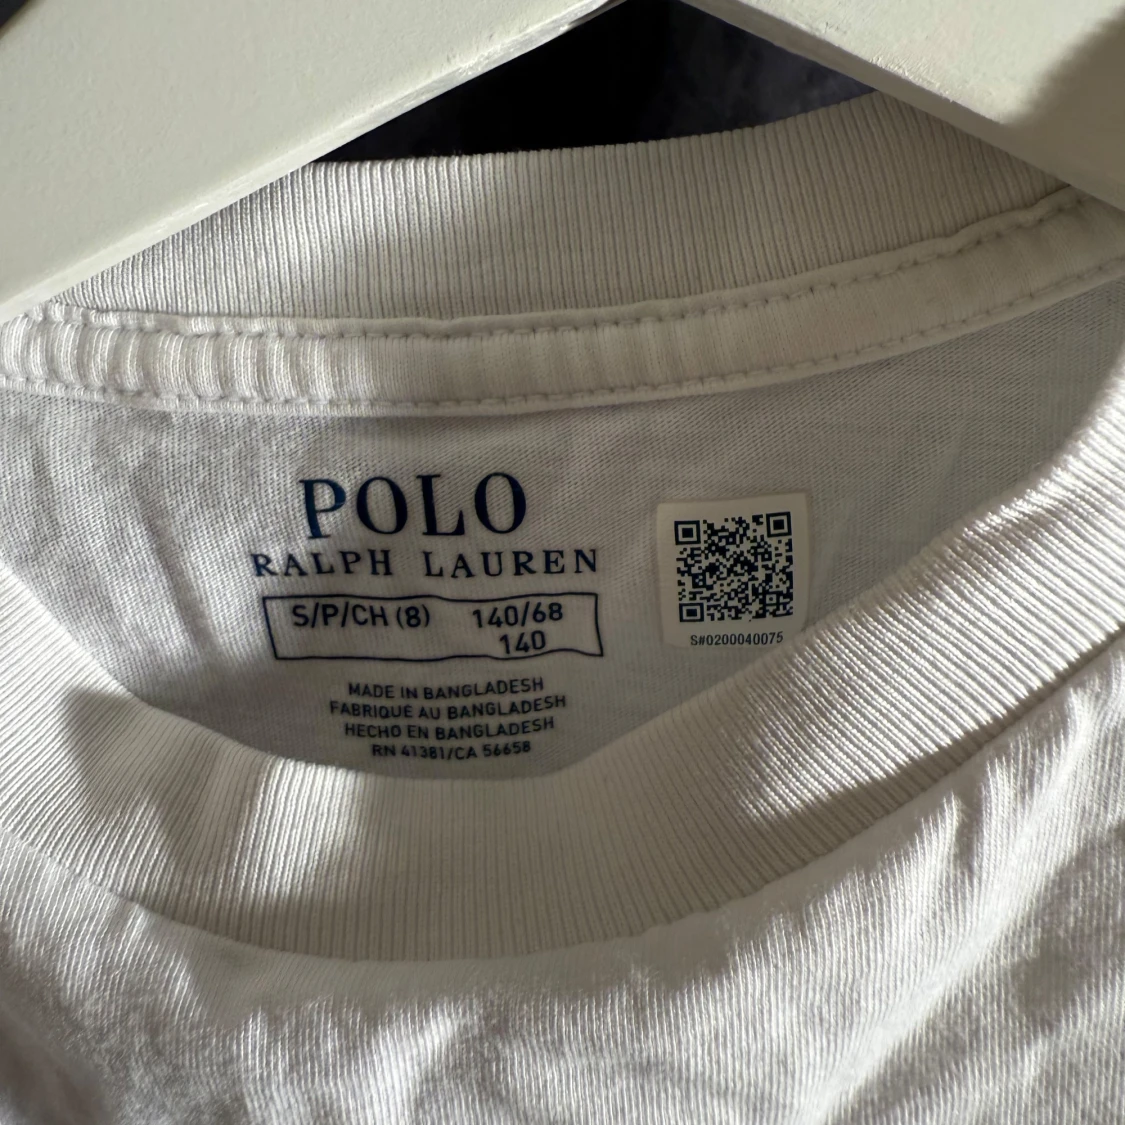 POLO
RALPH LAUREN
S/P/CH (8) 140/68
140
MADE IN BANGLADESH
FABRIQUÉ AU BANGLADESH
HECHO EN BANGLADESH
RN 41381/CA 56658
S#0200040075